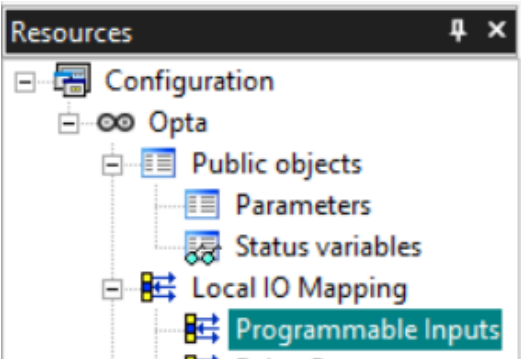 Resources
Configuration
Opta
Public objects
Parameters
Status variables
Local IO Mapping
Programmable Inputs